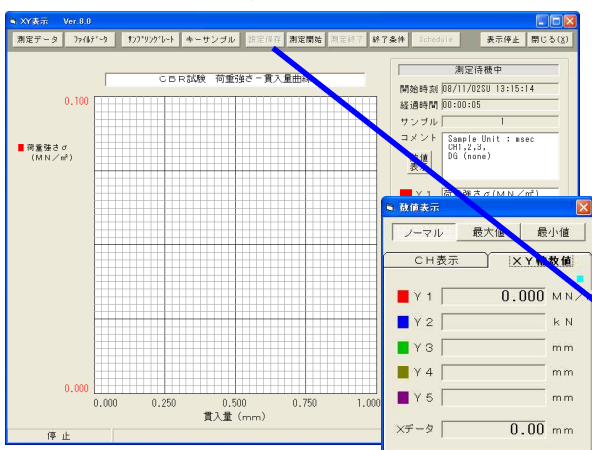 XY表示 Ver.8.0
測定データ ファイルデータ サンプリングレート キーサンプル 設定保存 測定開始 測定終了 終了条件 Schedule 表示停止 閉じる(X)
測定待機中
CBR試験 荷重強さ－貫入量曲線
開始時刻 08/11/02SU 13:15:14
経過時間 00:00:05
サンプル 1
コメント Sample Unit : msec
CH1,2,3,
DG (none)
数値
表示
0.100
荷重強さσ
(MN/㎡)
Y1 荷重強さσ(MN/㎡)
数値表示
ノーマル 最大値 最小値
CH表示 XY軸数値
Y1 0.000 MN/
Y2 kN
Y3 mm
Y4 mm
Y5 mm
Xデータ 0.00 mm
0.000
0.000 0.250 0.500 0.750 1.000
貫入量 (mm)
停止